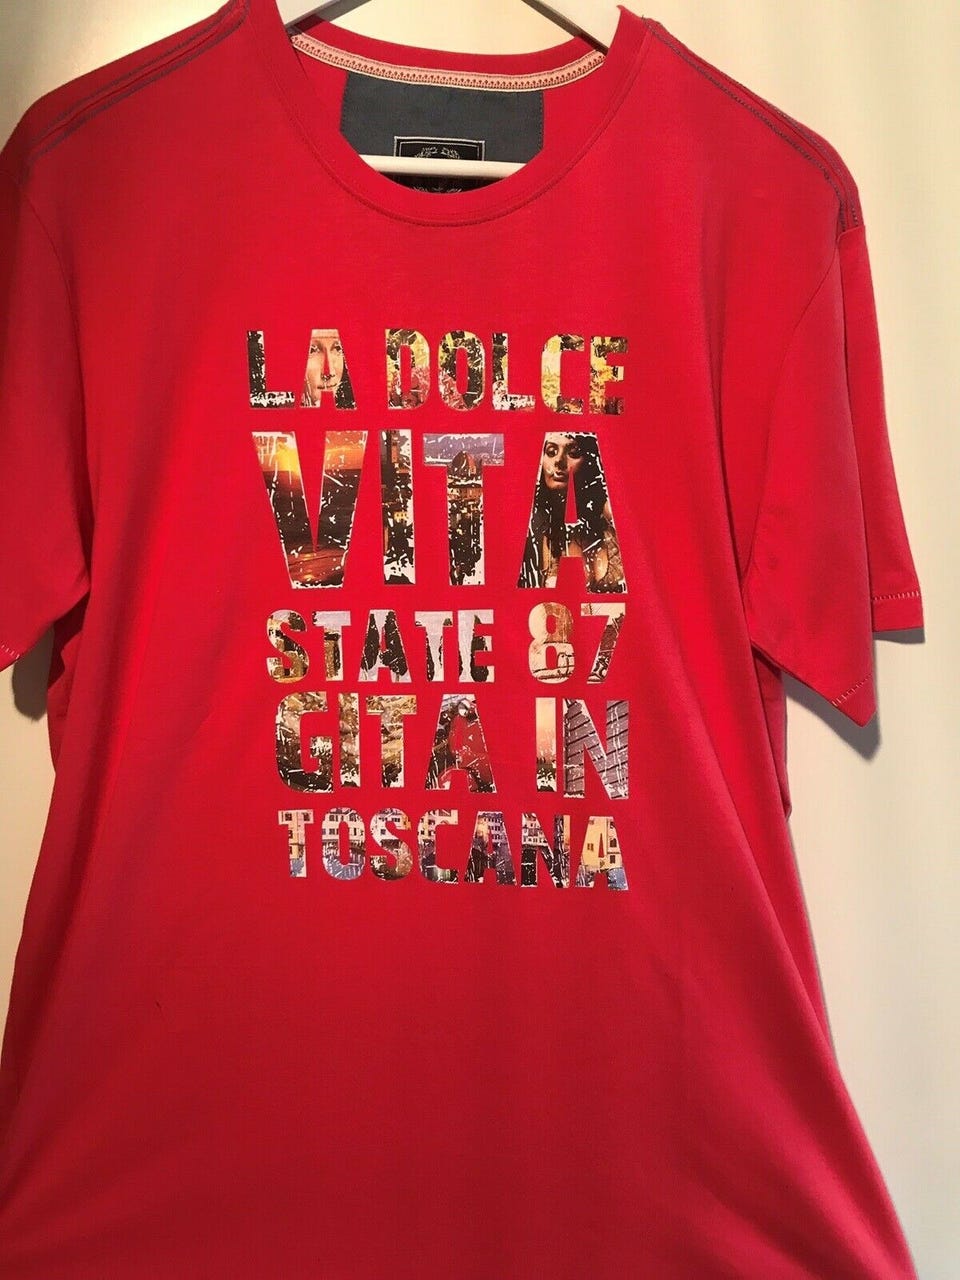 LA DOLCE
VITA
STATE 87
GITA IN
TOSCANA